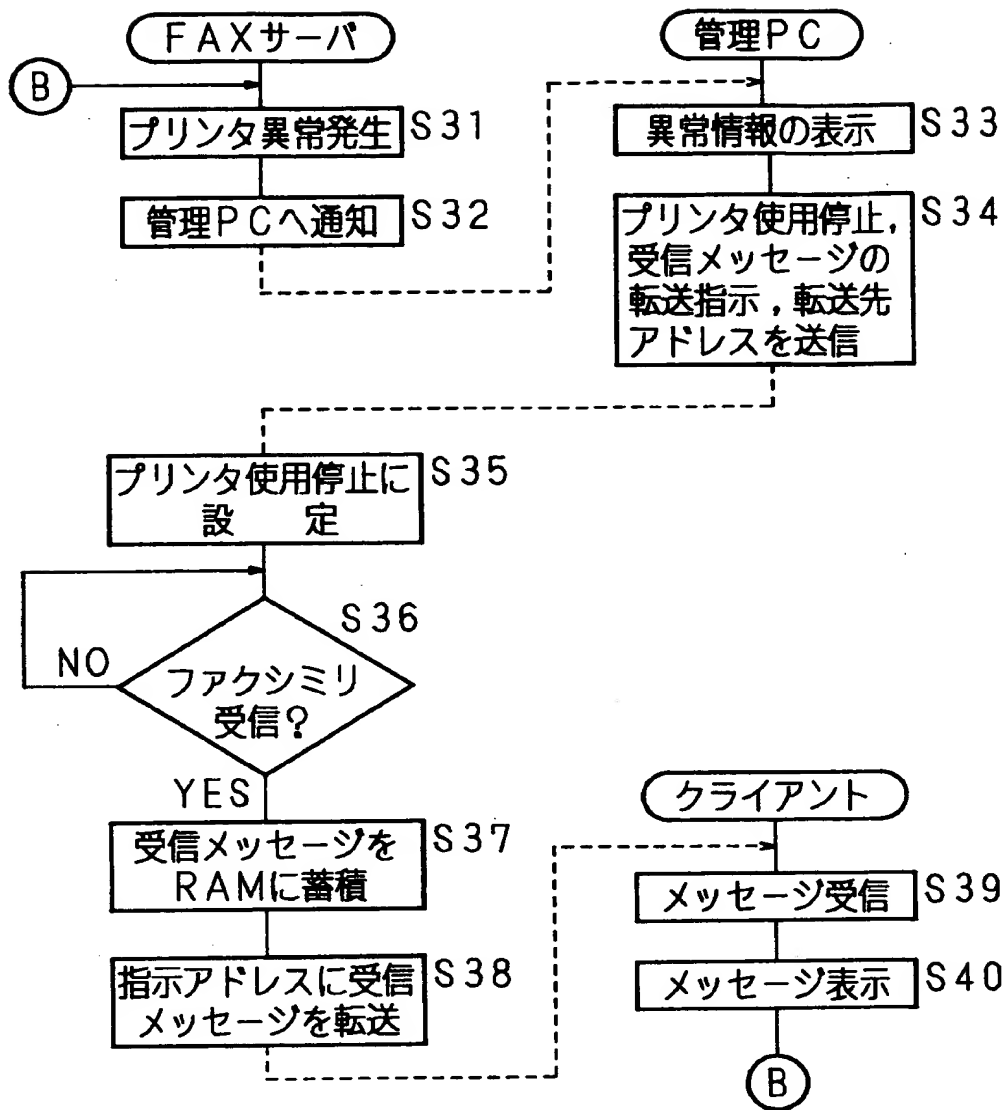 FAXサーバ
B
プリンタ異常発生 S31
管理PCへ通知 S32
管理PC
異常情報の表示 S33
プリンタ使用停止, S34
受信メッセージの
転送指示,転送先
アドレスを送信
プリンタ使用停止に S35
設 定
S36
NO
ファクシミリ
受信?
YES
受信メッセージを S37
RAMに蓄積
指示アドレスに受信 S38
メッセージを転送
クライアント
メッセージ受信 S39
メッセージ表示 S40
B